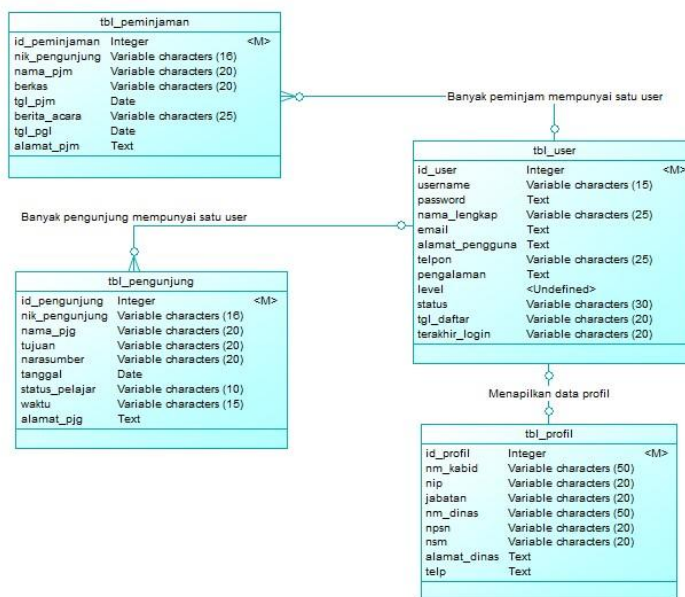 tbl_peminjaman
id_peminjaman Integer <M>
nik_pengunjung Variable characters (16)
nama_pjm Variable characters (20)
berkas Variable characters (20)
tgl_pjm Date
berita_acara Variable characters (25)
tgl_pgl Date
alamat_pjm Text
Banyak peminjam mempunyai satu user
tbl_user
id_user Integer <M>
username Variable characters (15)
password Text
nama_lengkap Variable characters (25)
email Text
alamat_pengguna Text
telpon Variable characters (25)
pengalaman Text
level <Undefined>
status Variable characters (30)
tgl_daftar Variable characters (20)
terakhir_login Variable characters (20)
Banyak pengunjung mempunyai satu user
tbl_pengunjung
id_pengunjung Integer <M>
nik_pengunjung Variable characters (16)
nama_pjg Variable characters (20)
tujuan Variable characters (20)
narasumber Variable characters (20)
tanggal Date
status_pelajar Variable characters (10)
waktu Variable characters (15)
alamat_pjg Text
Menapilkan data profil
tbl_profil
id_profil Integer <M>
nm_kabid Variable characters (50)
nip Variable characters (20)
jabatan Variable characters (20)
nm_dinas Variable characters (50)
npsn Variable characters (20)
nsm Variable characters (20)
alamat_dinas Text
telp Text